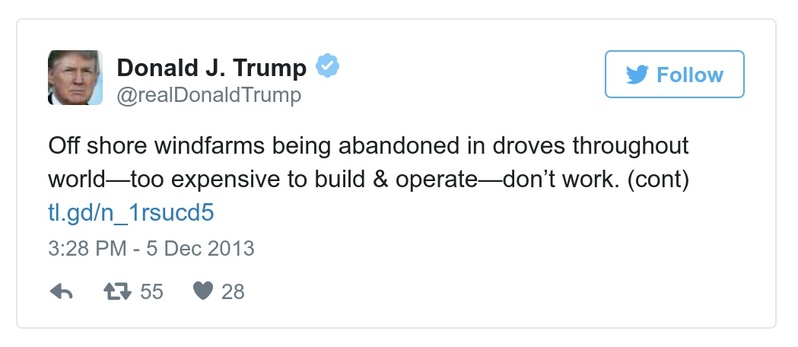 Donald J. Trump
@realDonaldTrump
Follow
Off shore windfarms being abandoned in droves throughout
world—too expensive to build & operate—don’t work. (cont)
tl.gd/n_1rsucd5
3:28 PM - 5 Dec 2013
55 28